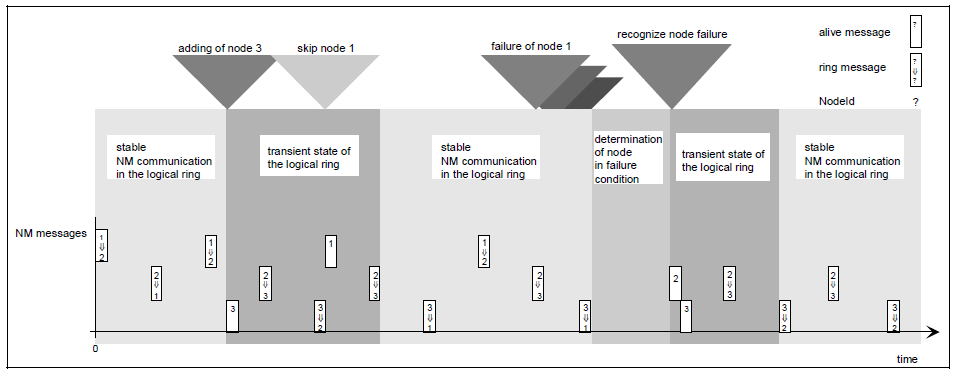 adding of node 3
skip node 1
failure of node 1
recognize node failure
alive message
?
ring message
?
⇓
?
NodeId
?
stable
NM communication
in the logical ring
transient state of
the logical ring
stable
NM communication
in the logical ring
determination
of node
in failure
condition
transient state of
the logical ring
stable
NM communication
in the logical ring
NM messages
1
⇓
2
2
⇓
1
1
⇓
2
3
2
⇓
3
3
⇓
2
1
2
⇓
3
3
⇓
1
1
⇓
2
2
⇓
3
3
⇓
1
2
3
2
⇓
3
3
⇓
2
2
⇓
3
3
⇓
2
0
time